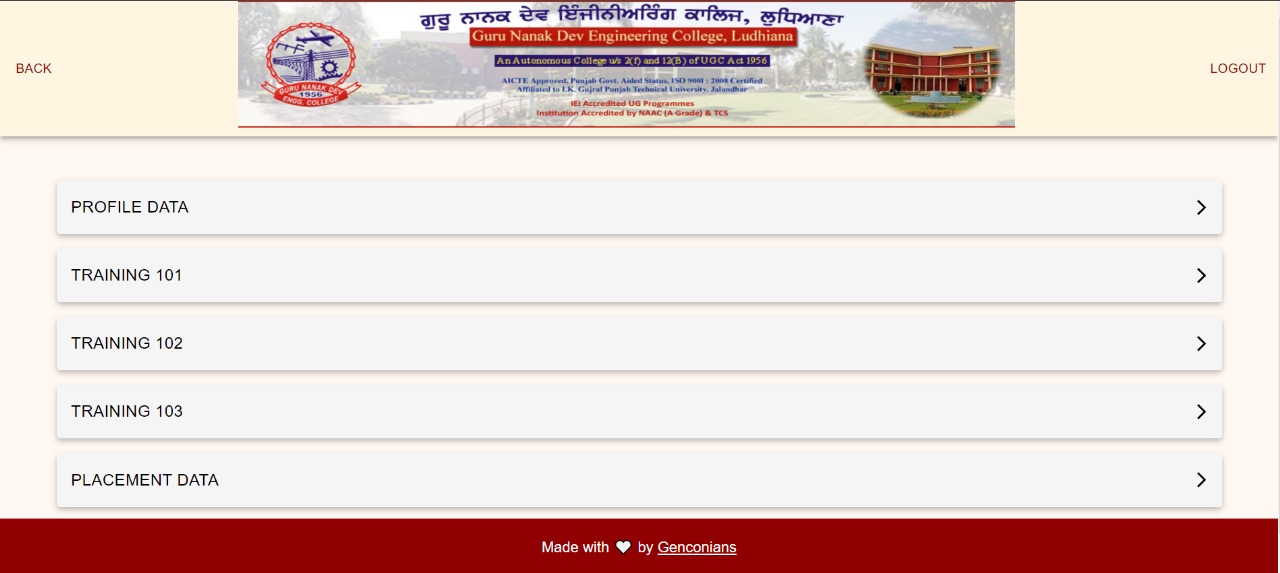 ਗੁਰੂ ਨਾਨਕ ਦੇਵ ਇੰਜੀਨੀਅਰਿੰਗ ਕਾਲਿਜ, ਲੁਧਿਆਣਾ
Guru Nanak Dev Engineering College, Ludhiana
An Autonomous College u/s 2(f) and 12(B) of UGC Act 1956
AICTE Approved, Punjab Govt. Aided Status, ISO 9001 : 2008 Certified
Affiliated to I.K. Gujral Punjab Technical University, Jalandhar
IEI Accredited UG Programmes
Institution Accredited by NAAC (A Grade) & TCS
GURU NANAK DEV
1956
ENGG. COLLEGE
BACK
LOGOUT
PROFILE DATA
TRAINING 101
TRAINING 102
TRAINING 103
PLACEMENT DATA
Made with ❤ by Genconians